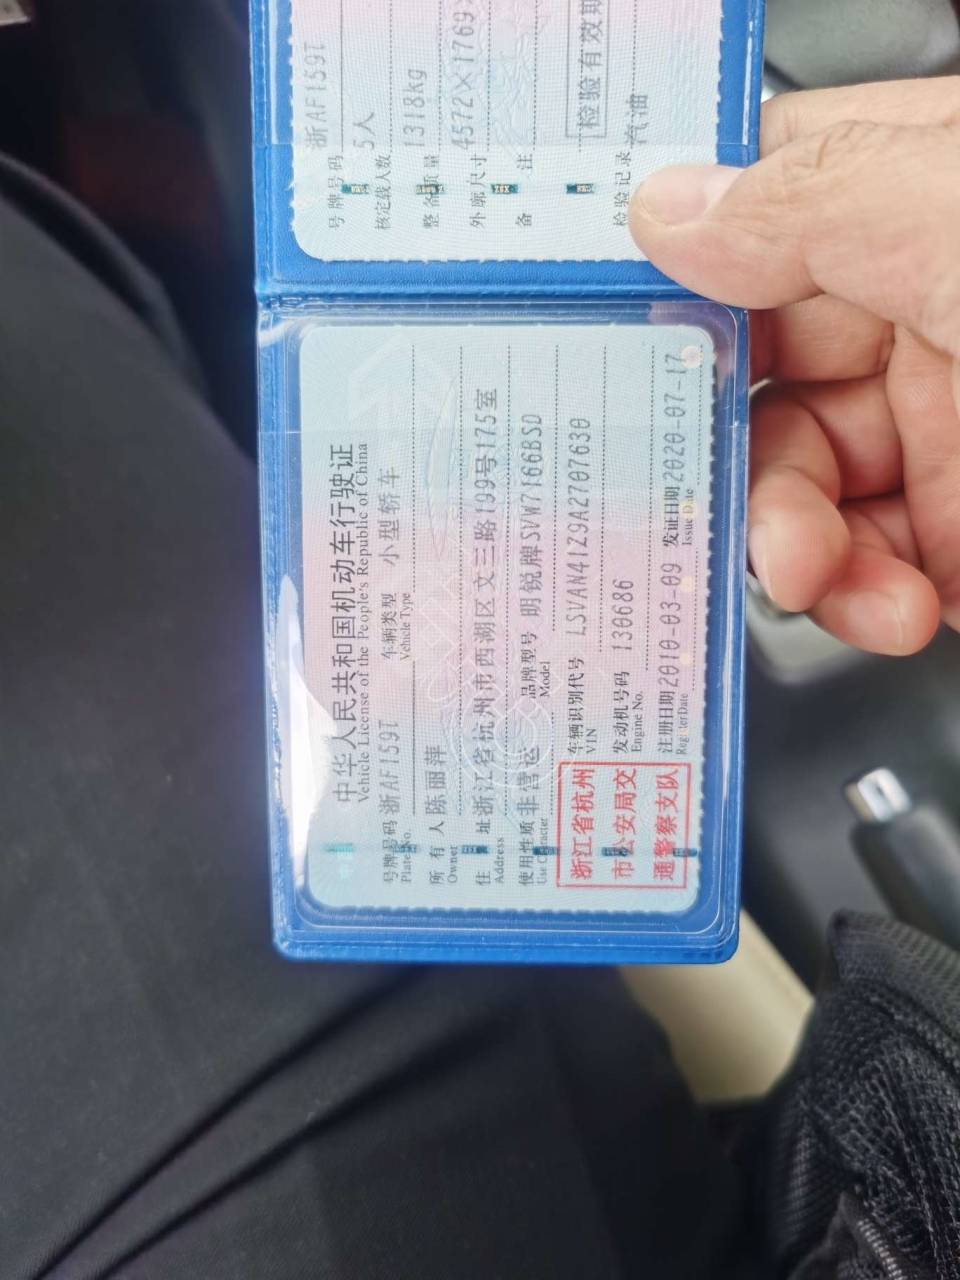 中华人民共和国机动车行驶证
Vehicle License of the People's Republic of China
号牌号码 浙AF159T 车辆类型 小型轿车
Plate No. Vehicle Type
所有人 陈丽萍
Owner
住址 浙江省杭州市西湖区文三路199号175室
Address
使用性质 非营运 品牌型号 明锐牌SVW7166BSD
Use Character Model
浙江省杭州
市公安局交
通警察支队
车辆识别代号 LSVAN41Z9A2707630
VIN
发动机号码 130686
Engine No.
注册日期 2010-03-09 发证日期 2020-07-17
Register Date Issue Date
号牌号码 浙AF159T
核定载人数 5人
整备质量 1318kg
外廓尺寸 4572×1769×
备注
检验有效期
检验记录 汽油